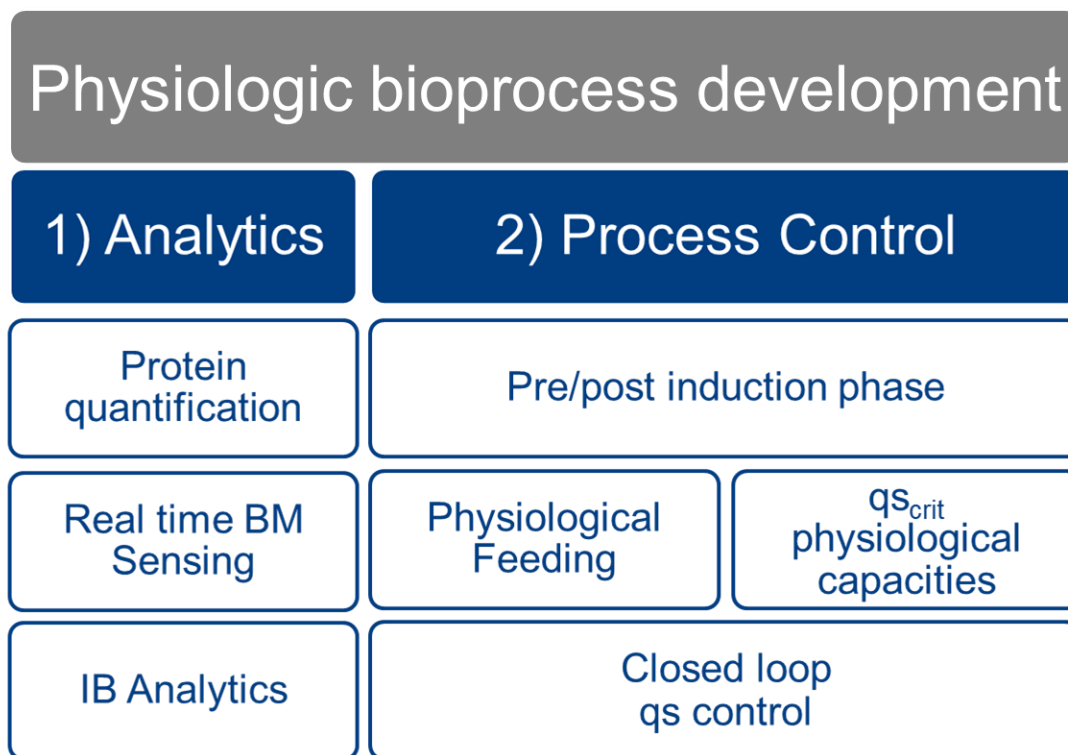 Physiologic bioprocess development
1) Analytics
2) Process Control
Protein
quantification
Pre/post induction phase
Real time BM
Sensing
Physiological
Feeding
qscrit
physiological
capacities
IB Analytics
Closed loop
qs control